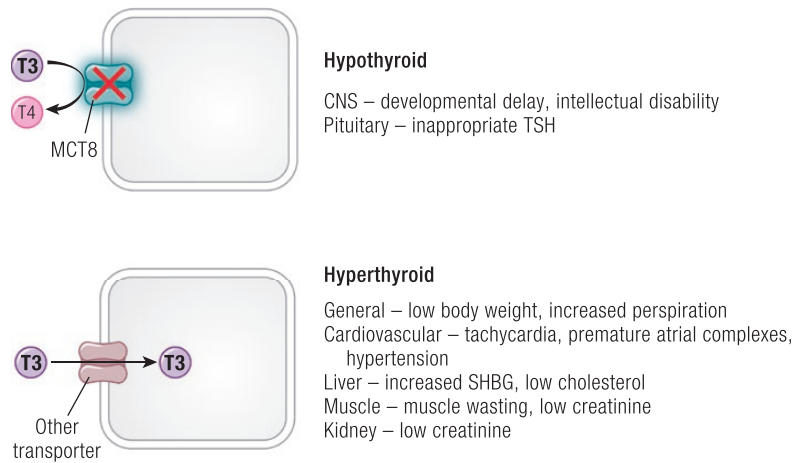 T3
T4
MCT8
Hypothyroid
CNS – developmental delay, intellectual disability
Pituitary – inappropriate TSH
T3
T3
Other
transporter
Hyperthyroid
General – low body weight, increased perspiration
Cardiovascular – tachycardia, premature atrial complexes,
hypertension
Liver – increased SHBG, low cholesterol
Muscle – muscle wasting, low creatinine
Kidney – low creatinine